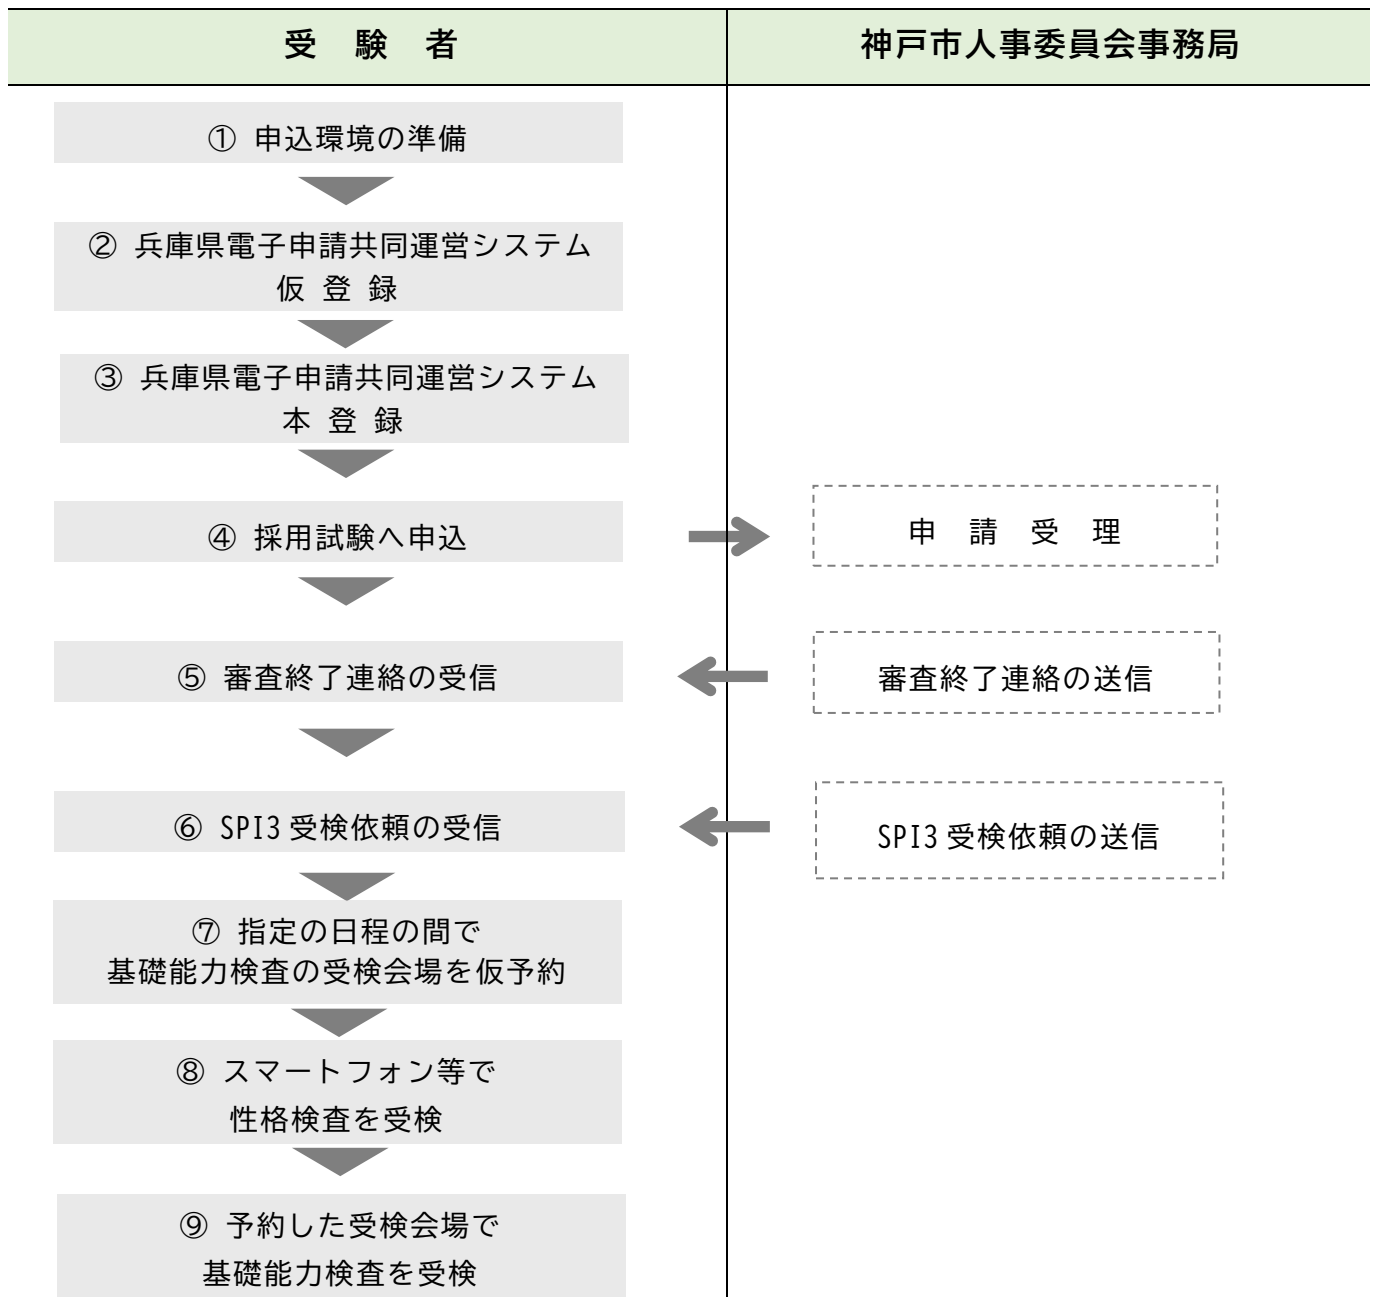 受 験 者
神戸市人事委員会事務局
① 申込環境の準備
② 兵庫県電子申請共同運営システム
仮 登 録
③ 兵庫県電子申請共同運営システム
本 登 録
④ 採用試験へ申込
申 請 受 理
⑤ 審査終了連絡の受信
審査終了連絡の送信
⑥ SPI3 受検依頼の受信
SPI3 受検依頼の送信
⑦ 指定の日程の間で
基礎能力検査の受検会場を仮予約
⑧ スマートフォン等で
性格検査を受検
⑨ 予約した受検会場で
基礎能力検査を受検